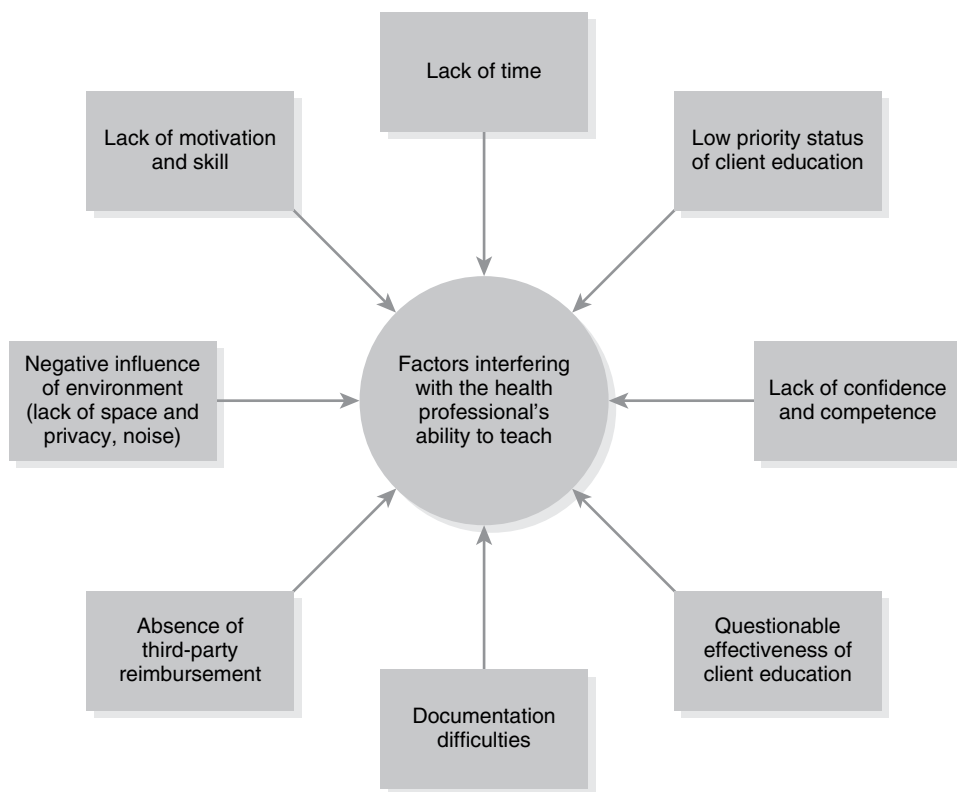 Lack of time
Lack of motivation
and skill
Low priority status
of client education
Negative influence
of environment
(lack of space and
privacy, noise)
Factors interfering
with the health
professional’s
ability to teach
Lack of confidence
and competence
Absence of
third-party
reimbursement
Questionable
effectiveness of
client education
Documentation
difficulties